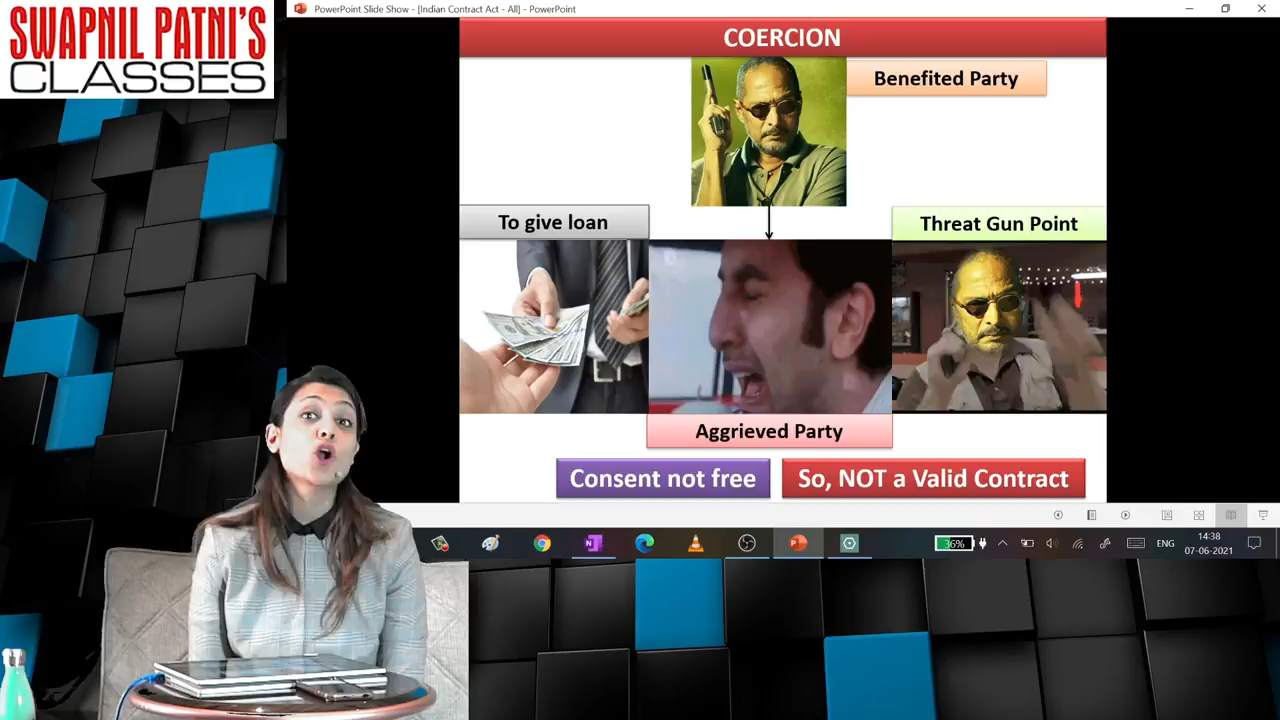 SWAPNIL PATNI'S
CLASSES
PowerPoint Slide Show - [Indian Contract Act - All] - PowerPoint
COERCION
Benefited Party
To give loan
Threat Gun Point
Aggrieved Party
Consent not free
So, NOT a Valid Contract
36%
ENG
14:38
07-06-2021